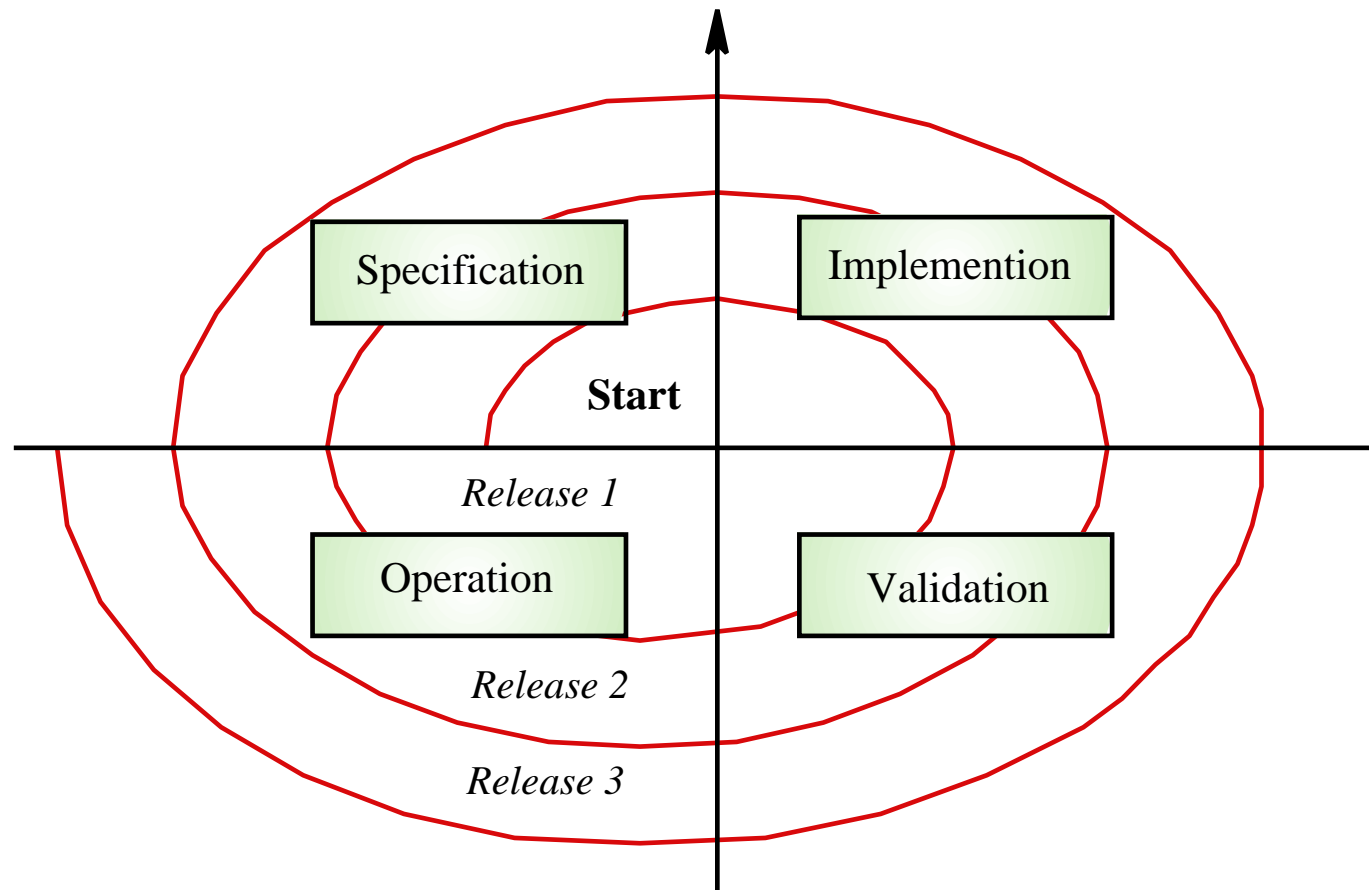 Specification
Implemention
Start
Release 1
Operation
Validation
Release 2
Release 3